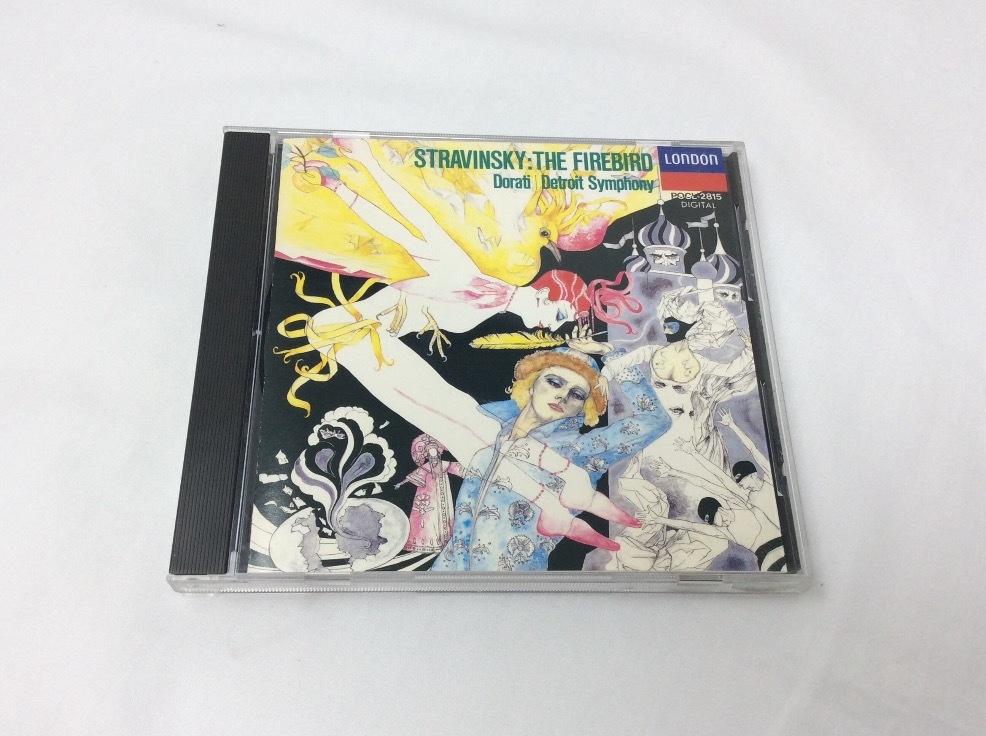 STRAVINSKY:THE FIREBIRD
Dorati Detroit Symphony
LONDON
POCL-2815
DIGITAL